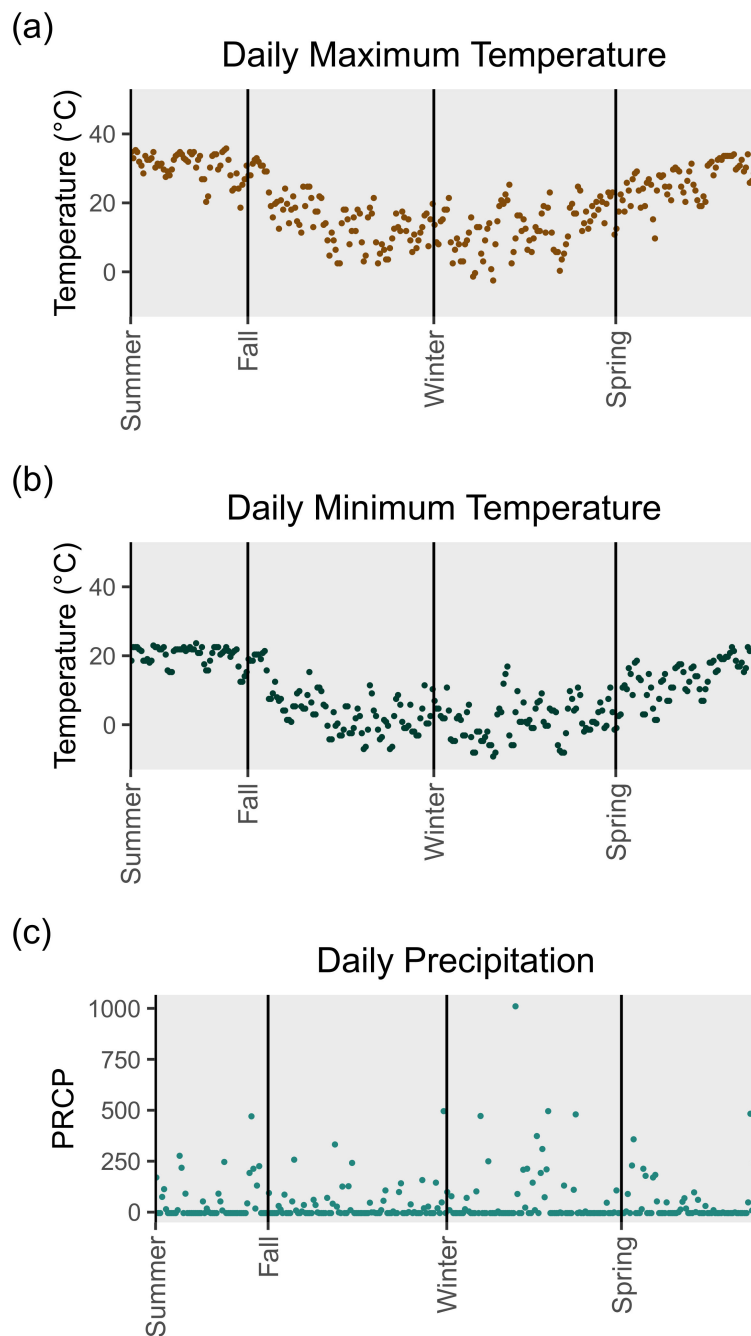 (a)
Daily Maximum Temperature
Temperature (°C)
40
20
0
Summer
Fall
Winter
Spring
(b)
Daily Minimum Temperature
Temperature (°C)
40
20
0
Summer
Fall
Winter
Spring
(c)
Daily Precipitation
PRCP
1000
750
500
250
0
Summer
Fall
Winter
Spring